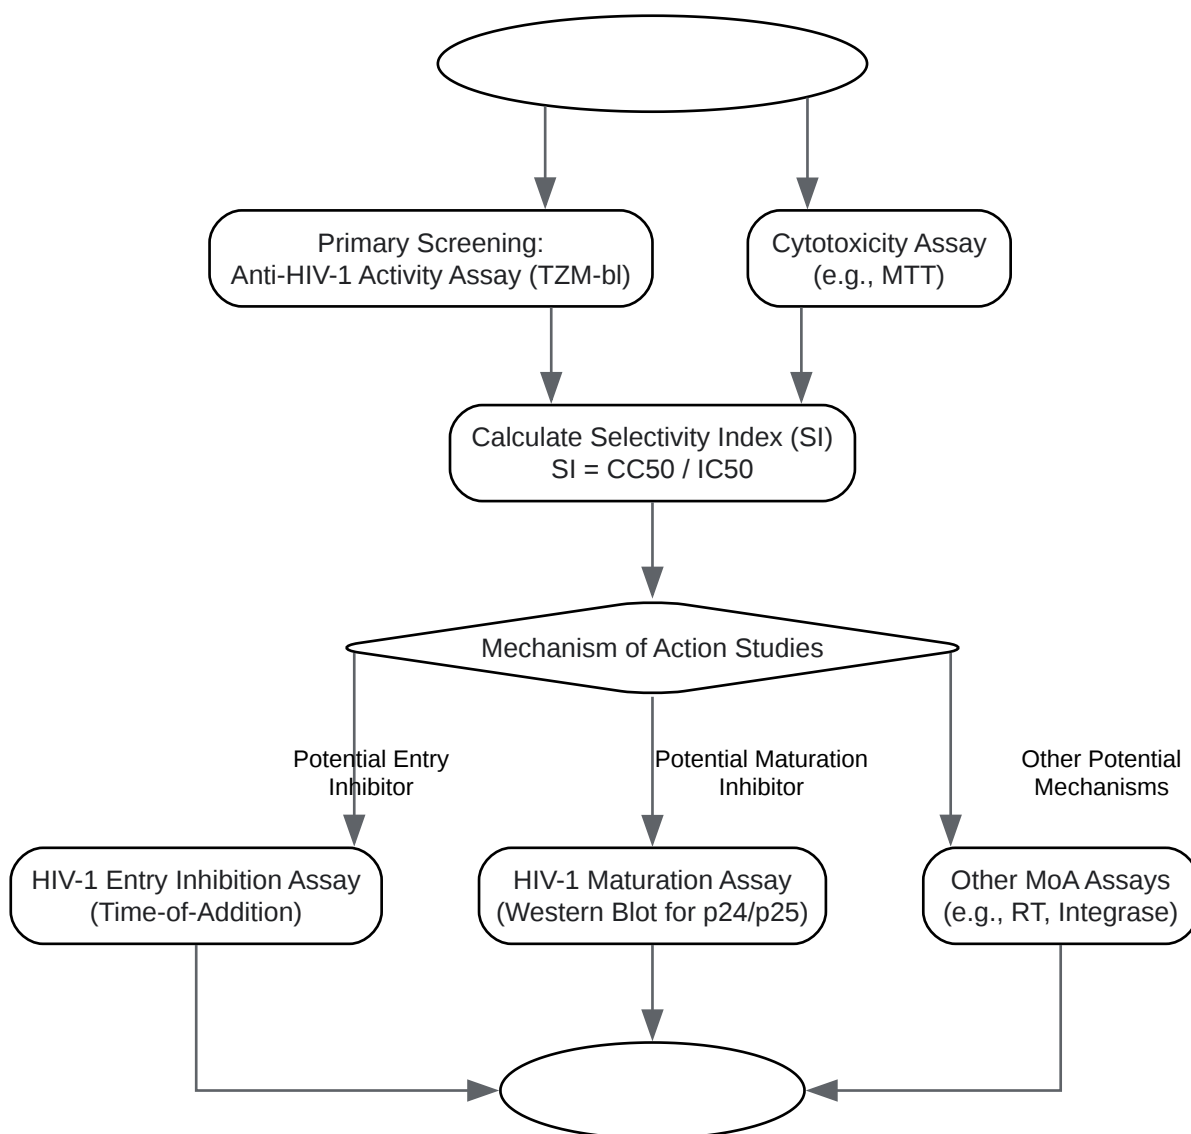 Primary Screening:
Anti-HIV-1 Activity Assay (TZM-bl)
Cytotoxicity Assay
(e.g., MTT)
Calculate Selectivity Index (SI)
SI = CC50 / IC50
Mechanism of Action Studies
Potential Entry
Inhibitor
Potential Maturation
Inhibitor
Other Potential
Mechanisms
HIV-1 Entry Inhibition Assay
(Time-of-Addition)
HIV-1 Maturation Assay
(Western Blot for p24/p25)
Other MoA Assays
(e.g., RT, Integrase)